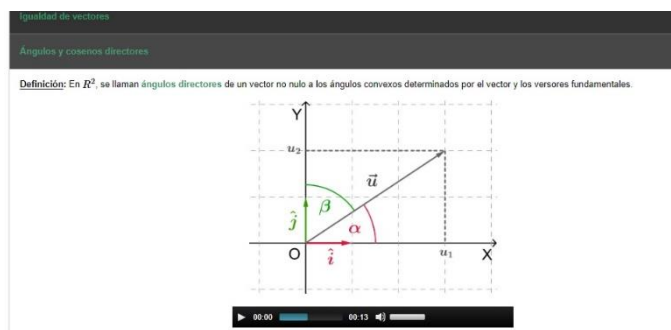 Igualdad de vectores
Ángulos y cosenos directores
Definición: En R², se llaman ángulos directores de un vector no nulo a los ángulos convexos determinados por el vector y los versores fundamentales.
Y
u₂
u⃗
β
ĵ
α
O
î
u₁
X
00:00 00:13